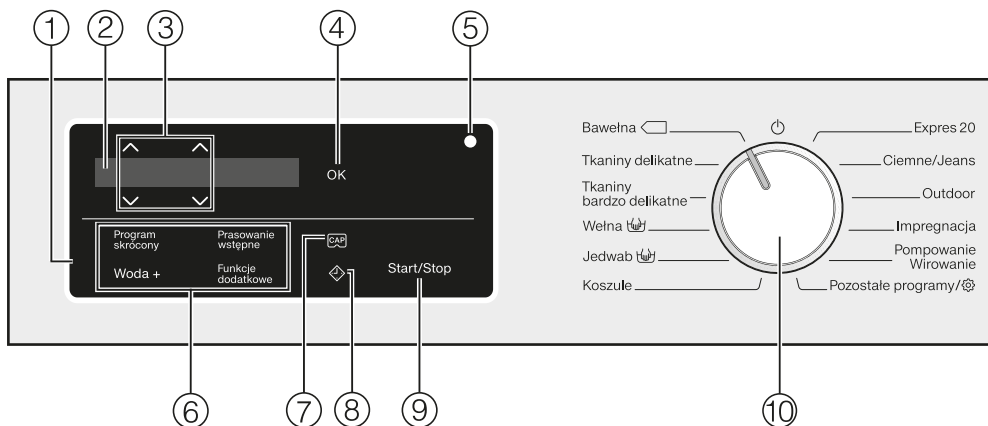 ① ② ③ ④ ⑤
OK
Program
skrócony
Prasowanie
wstępne
Woda +
Funkcje
dodatkowe
CAP
Start/Stop
Bawełna
Tkaniny delikatne
Tkaniny
bardzo delikatne
Wełna
Jedwab
Koszule
Expres 20
Ciemne/Jeans
Outdoor
Impregnacja
Pompowanie
Wirowanie
Pozostałe programy/
⑥ ⑦ ⑧ ⑨ ⑩